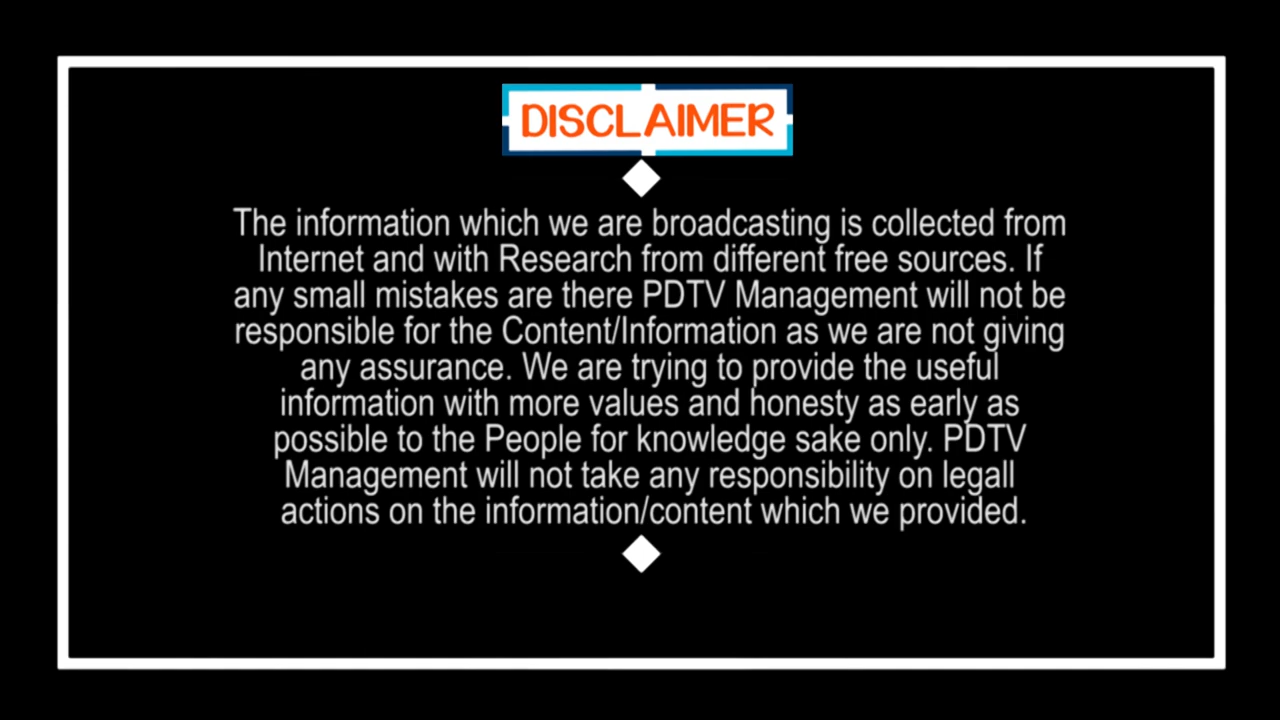 DISCLAIMER
The information which we are broadcasting is collected from
Internet and with Research from different free sources. If
any small mistakes are there PDTV Management will not be
responsible for the Content/Information as we are not giving
any assurance. We are trying to provide the useful
information with more values and honesty as early as
possible to the People for knowledge sake only. PDTV
Management will not take any responsibility on legall
actions on the information/content which we provided.